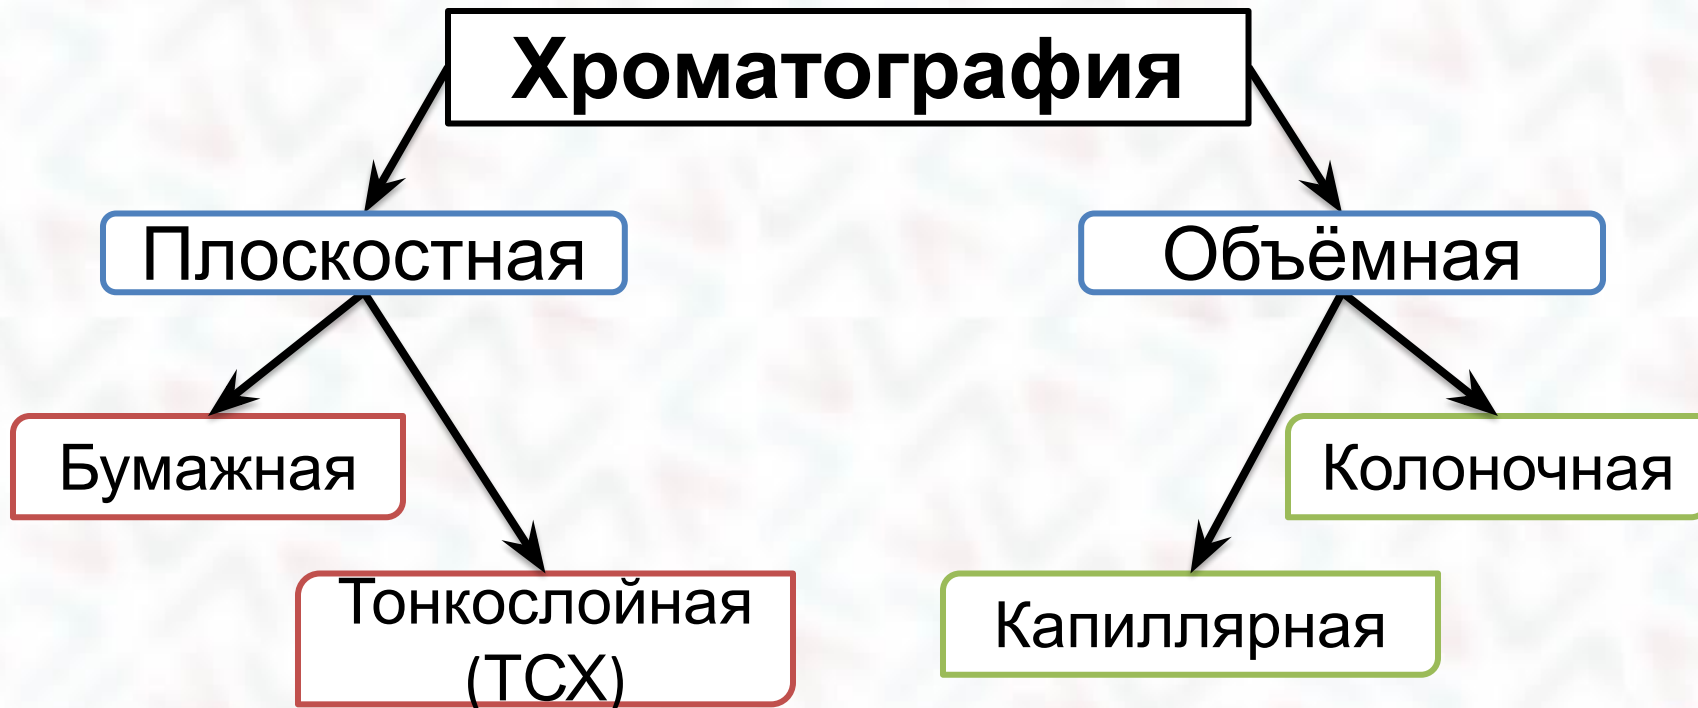 Хроматография
Плоскостная
Объёмная
Бумажная
Колоночная
Тонкослойная
(ТСХ)
Капиллярная